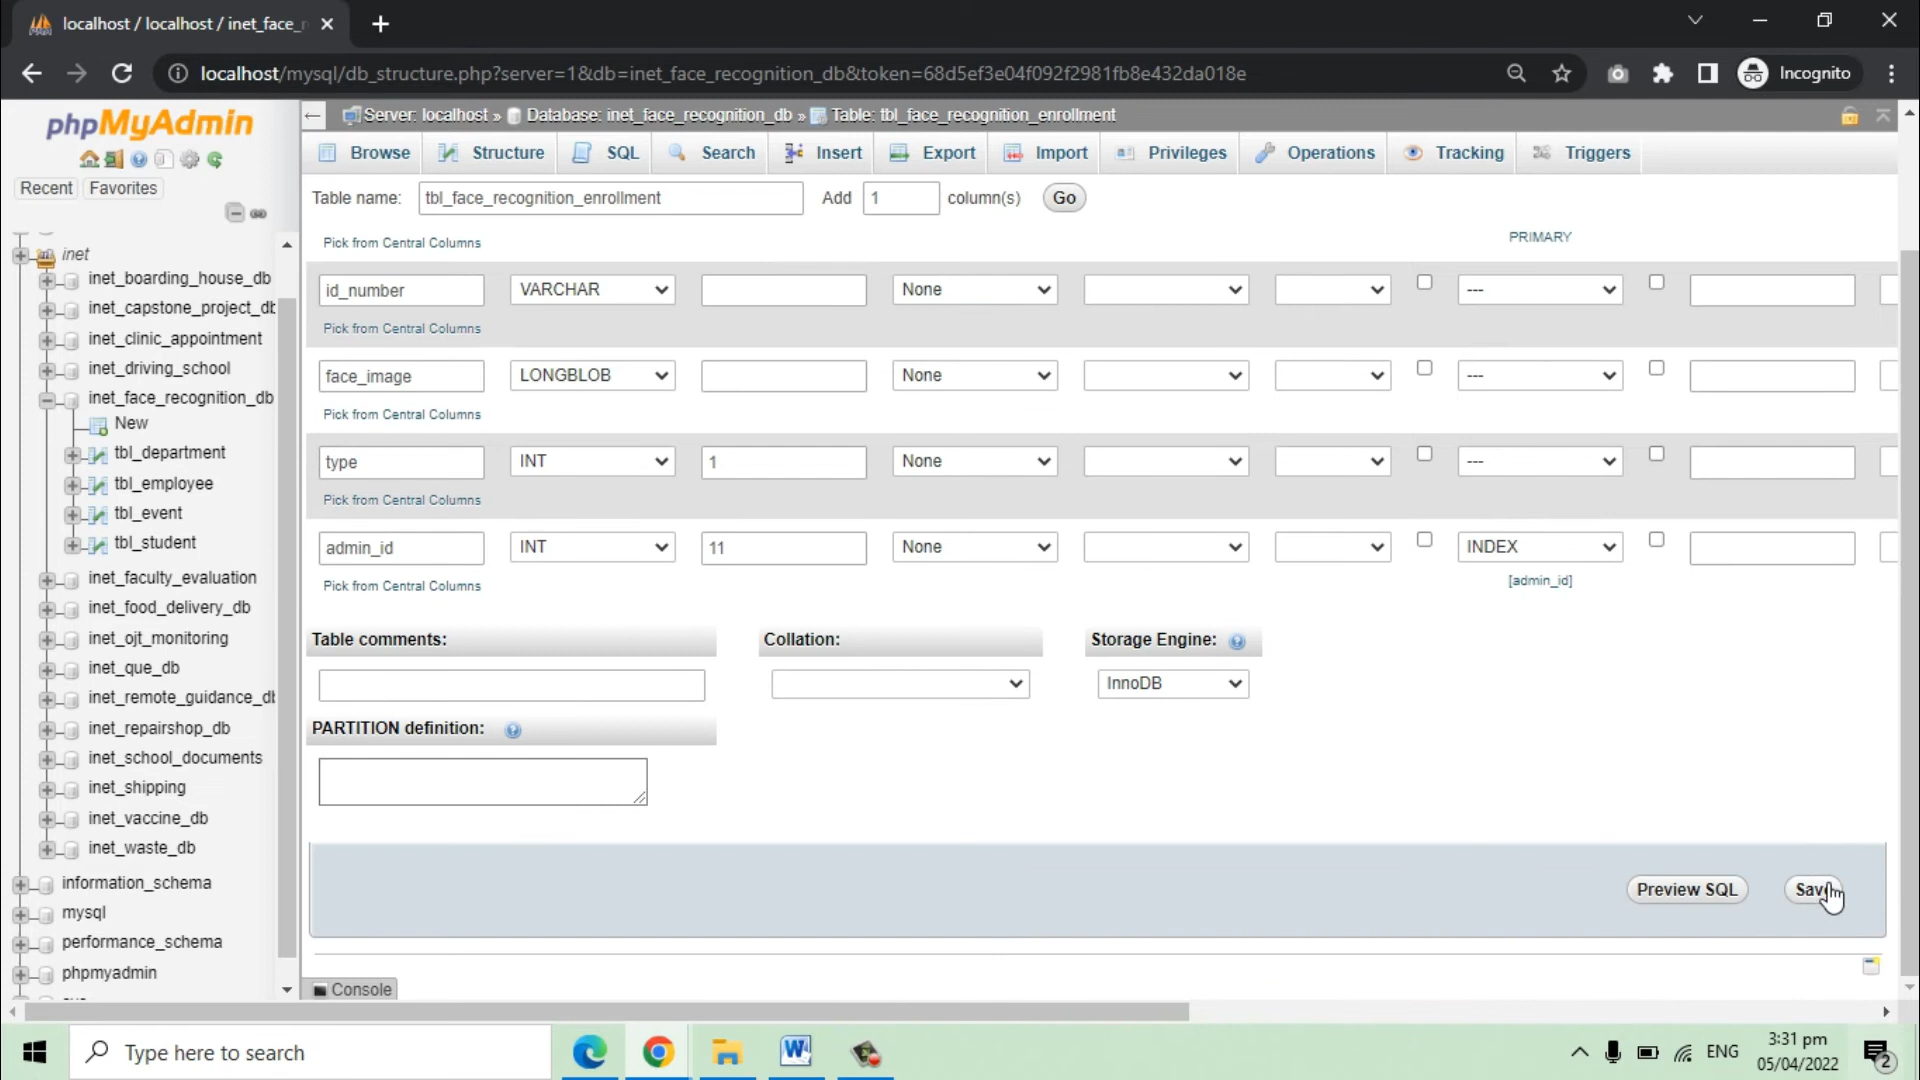 localhost / localhost / inet_face_r
localhost/mysql/db_structure.php?server=1&db=inet_face_recognition_db&token=68d5ef3e04f092f2981fb8e432da018e
Incognito
phpMyAdmin
Recent
Favorites
inet
inet_boarding_house_db
inet_capstone_project_db
inet_clinic_appointment
inet_driving_school
inet_face_recognition_db
New
tbl_department
tbl_employee
tbl_event
tbl_student
inet_faculty_evaluation
inet_food_delivery_db
inet_ojt_monitoring
inet_que_db
inet_remote_guidance_db
inet_repairshop_db
inet_school_documents
inet_shipping
inet_vaccine_db
inet_waste_db
information_schema
mysql
performance_schema
phpmyadmin
Server: localhost » Database: inet_face_recognition_db » Table: tbl_face_recognition_enrollment
Browse Structure SQL Search Insert Export Import Privileges Operations Tracking Triggers
Table name: tbl_face_recognition_enrollment Add 1 column(s) Go
Pick from Central Columns PRIMARY
id_number VARCHAR None ---
Pick from Central Columns
face_image LONGBLOB None ---
Pick from Central Columns
type INT 1 None ---
Pick from Central Columns
admin_id INT 11 None INDEX
Pick from Central Columns [admin_id]
Table comments: Collation: Storage Engine:
InnoDB
PARTITION definition:
Preview SQL Save
Console
Type here to search
ENG
3:31 pm
05/04/2022
2